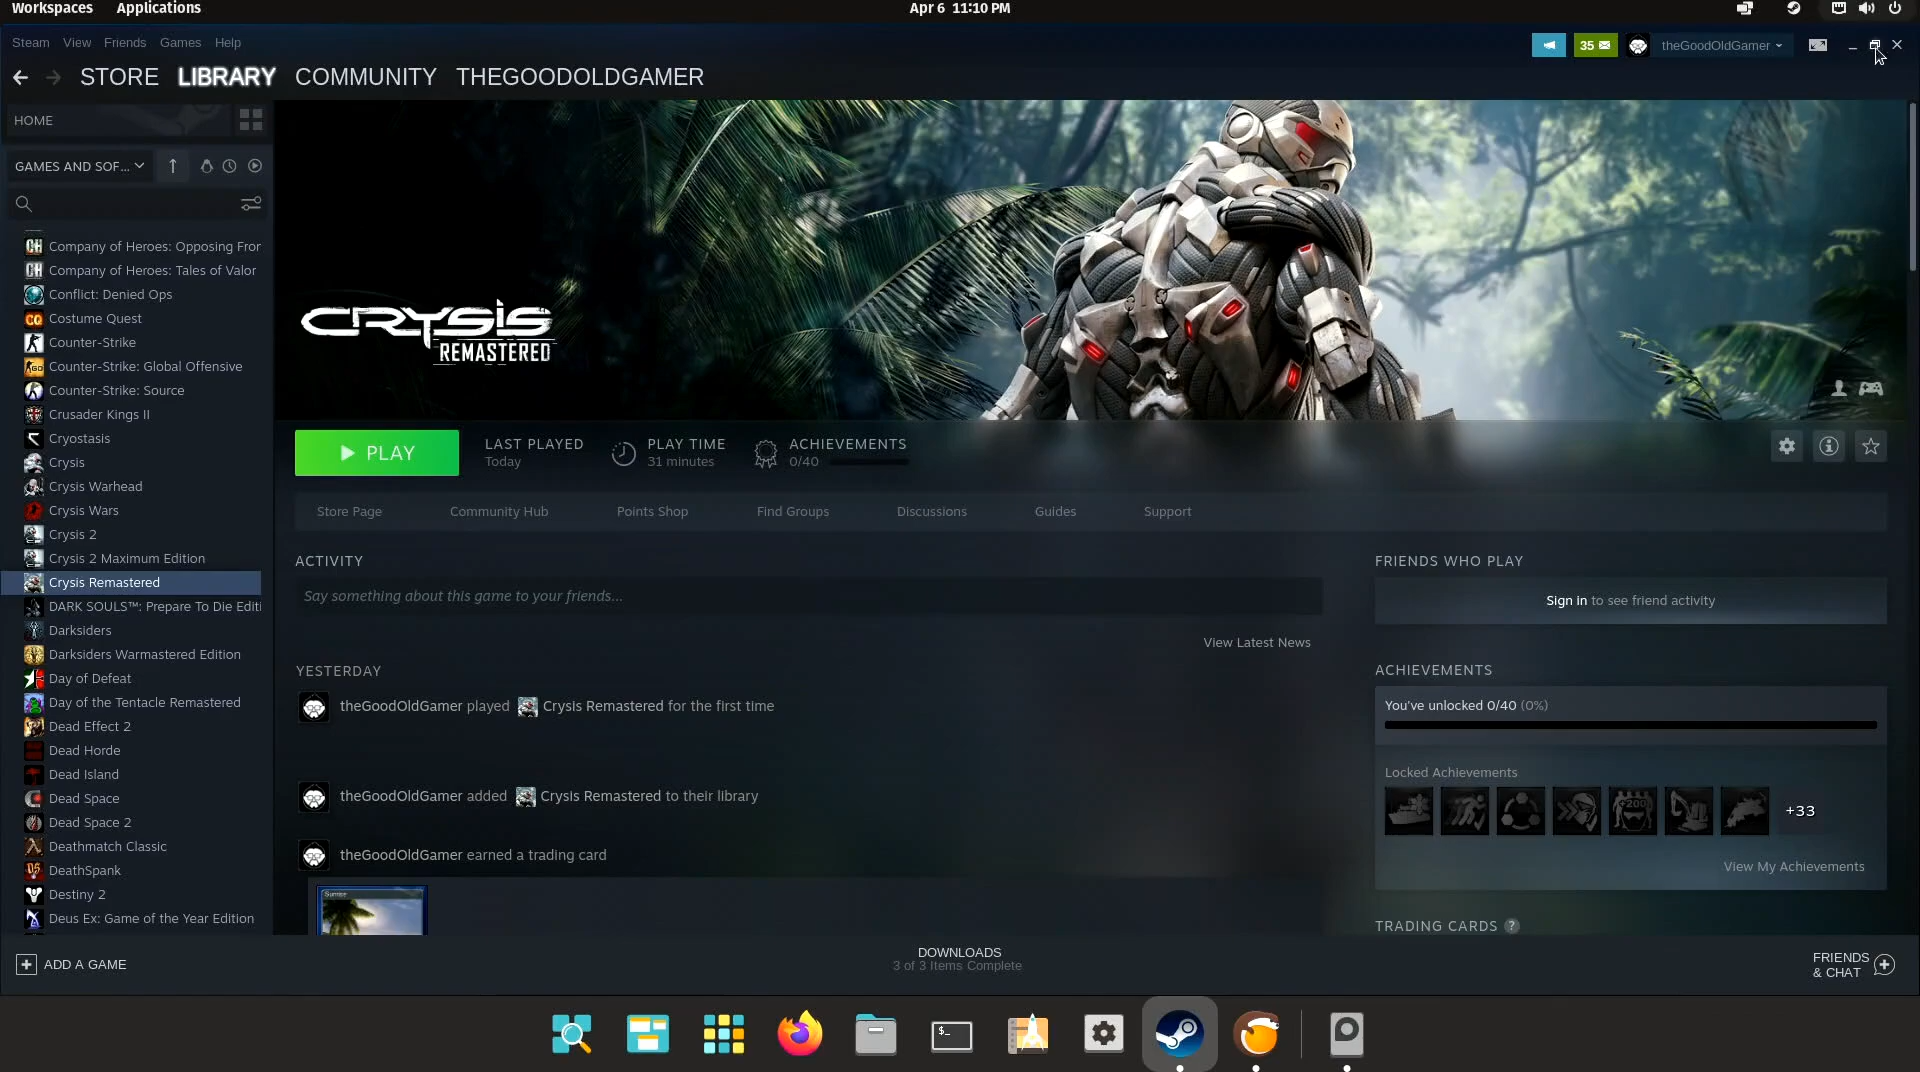 Workspaces Applications Apr 6 11:10 PM
Steam View Friends Games Help
35 theGoodOldGamer
STORE LIBRARY COMMUNITY THEGOODOLDGAMER
HOME
GAMES AND SOF...
Company of Heroes: Opposing Fror
Company of Heroes: Tales of Valor
Conflict: Denied Ops
Costume Quest
Counter-Strike
Counter-Strike: Global Offensive
Counter-Strike: Source
Crusader Kings II
Cryostasis
Crysis
Crysis Warhead
Crysis Wars
Crysis 2
Crysis 2 Maximum Edition
Crysis Remastered
DARK SOULS™: Prepare To Die Editi
Darksiders
Darksiders Warmastered Edition
Day of Defeat
Day of the Tentacle Remastered
Dead Effect 2
Dead Horde
Dead Island
Dead Space
Dead Space 2
Deathmatch Classic
DeathSpank
Destiny 2
Deus Ex: Game of the Year Edition
CRYSIS
REMASTERED
PLAY
LAST PLAYED
Today
PLAY TIME
31 minutes
ACHIEVEMENTS
0/40
Store Page Community Hub Points Shop Find Groups Discussions Guides Support
ACTIVITY
Say something about this game to your friends...
View Latest News
YESTERDAY
theGoodOldGamer played Crysis Remastered for the first time
theGoodOldGamer added Crysis Remastered to their library
theGoodOldGamer earned a trading card
Sunrise
FRIENDS WHO PLAY
Sign in to see friend activity
ACHIEVEMENTS
You've unlocked 0/40 (0%)
Locked Achievements
+200
+33
View My Achievements
TRADING CARDS ?
ADD A GAME
DOWNLOADS
3 of 3 Items Complete
FRIENDS
& CHAT